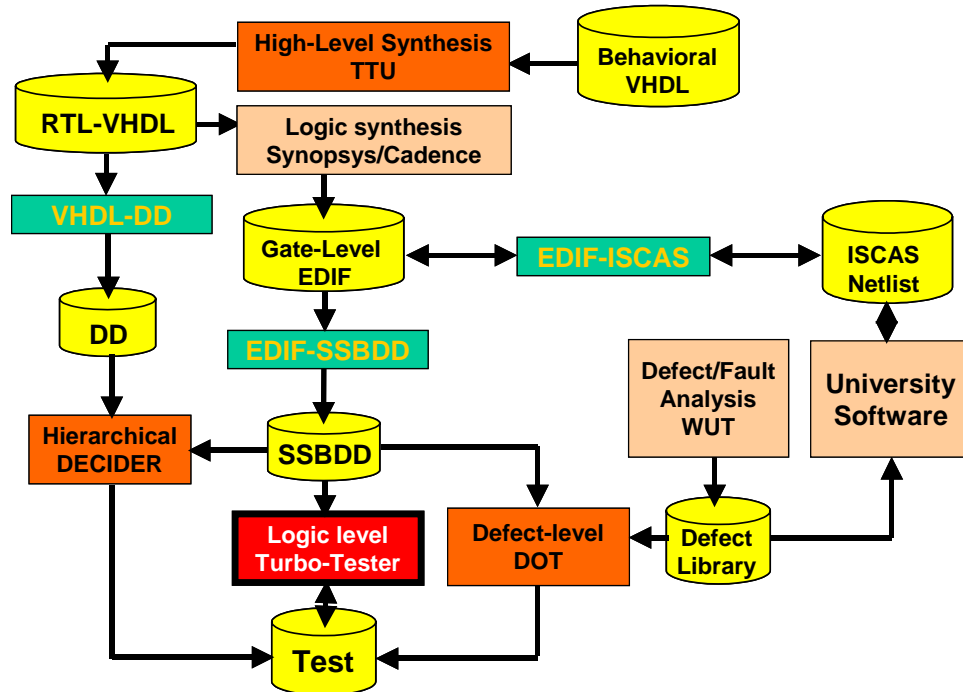 High-Level Synthesis
TTU
Behavioral
VHDL
RTL-VHDL
Logic synthesis
Synopsys/Cadence
VHDL-DD
Gate-Level
EDIF
EDIF-ISCAS
ISCAS
Netlist
DD
EDIF-SSBDD
Defect/Fault
Analysis
WUT
University
Software
Hierarchical
DECIDER
SSBDD
Logic level
Turbo-Tester
Defect-level
DOT
Defect
Library
Test